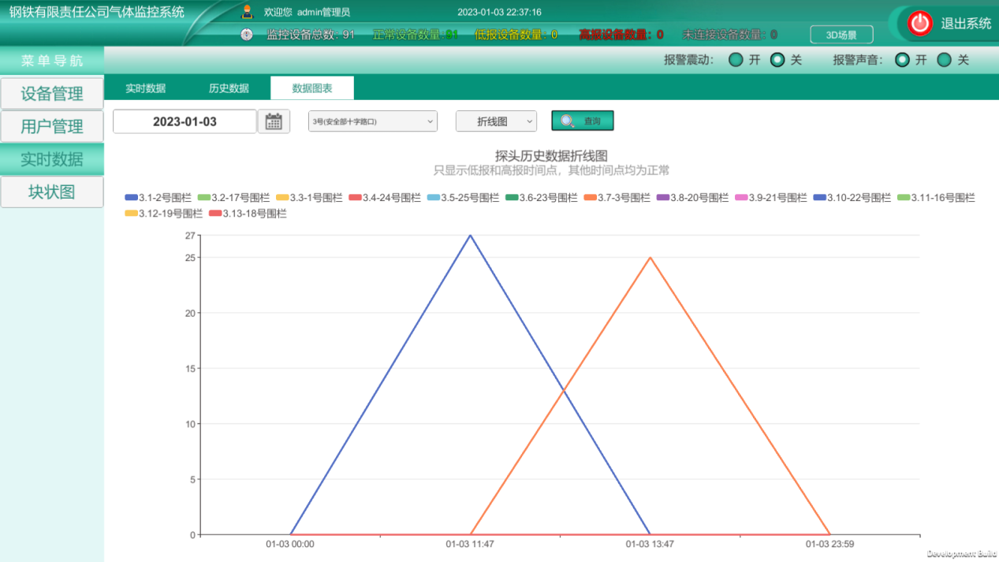 钢铁有限责任公司气体监控系统
欢迎您 admin管理员
2023-01-03 22:37:16
退出系统
监控设备总数: 91 正常设备数量:91 低报设备数量: 0 高报设备数量: 0 未连接设备数量: 0
3D场景
菜单导航
报警震动: 开 关 报警声音: 开 关
设备管理
用户管理
实时数据
块状图
实时数据 历史数据 数据图表
2023-01-03 3号(安全部十字路口) 折线图 查询
探头历史数据折线图
只显示低报和高报时间点，其他时间点均为正常
3.1-2号围栏 3.2-17号围栏 3.3-1号围栏 3.4-24号围栏 3.5-25号围栏 3.6-23号围栏 3.7-3号围栏 3.8-20号围栏 3.9-21号围栏 3.10-22号围栏 3.11-16号围栏
3.12-19号围栏 3.13-18号围栏
27
25
20
15
10
5
0
01-03 00:00 01-03 11:47 01-03 13:47 01-03 23:59
Development Build